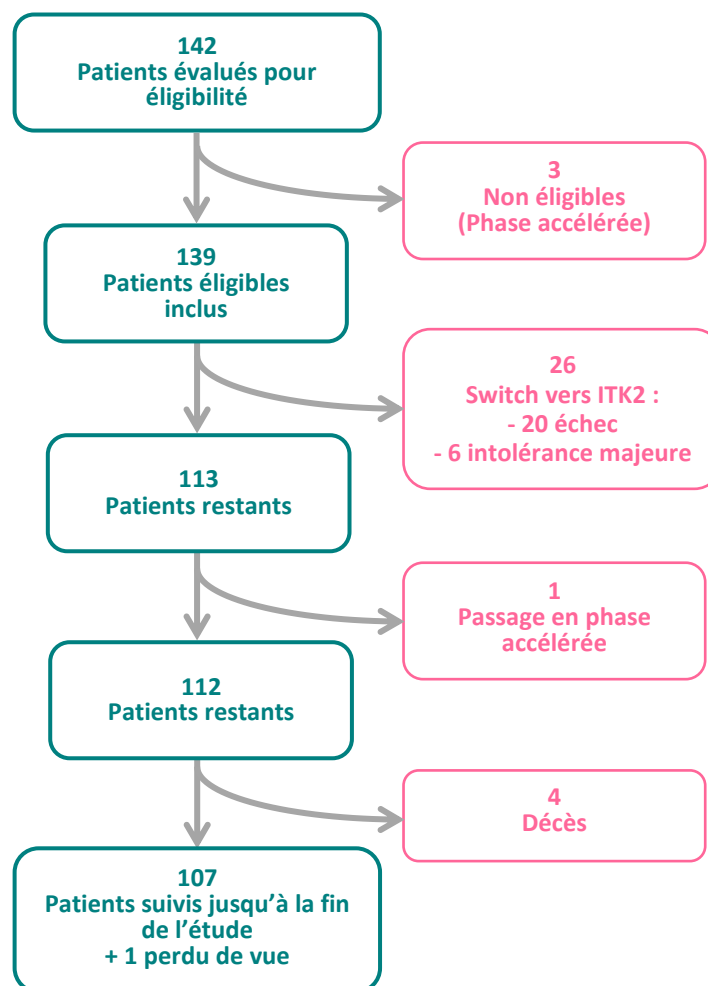 142
Patients évalués pour
éligibilité
3
Non éligibles
(Phase accélérée)
139
Patients éligibles
inclus
26
Switch vers ITK2 :
- 20 échec
- 6 intolérance majeure
113
Patients restants
1
Passage en phase
accélérée
112
Patients restants
4
Décès
107
Patients suivis jusqu’à la fin
de l’étude
+ 1 perdu de vue